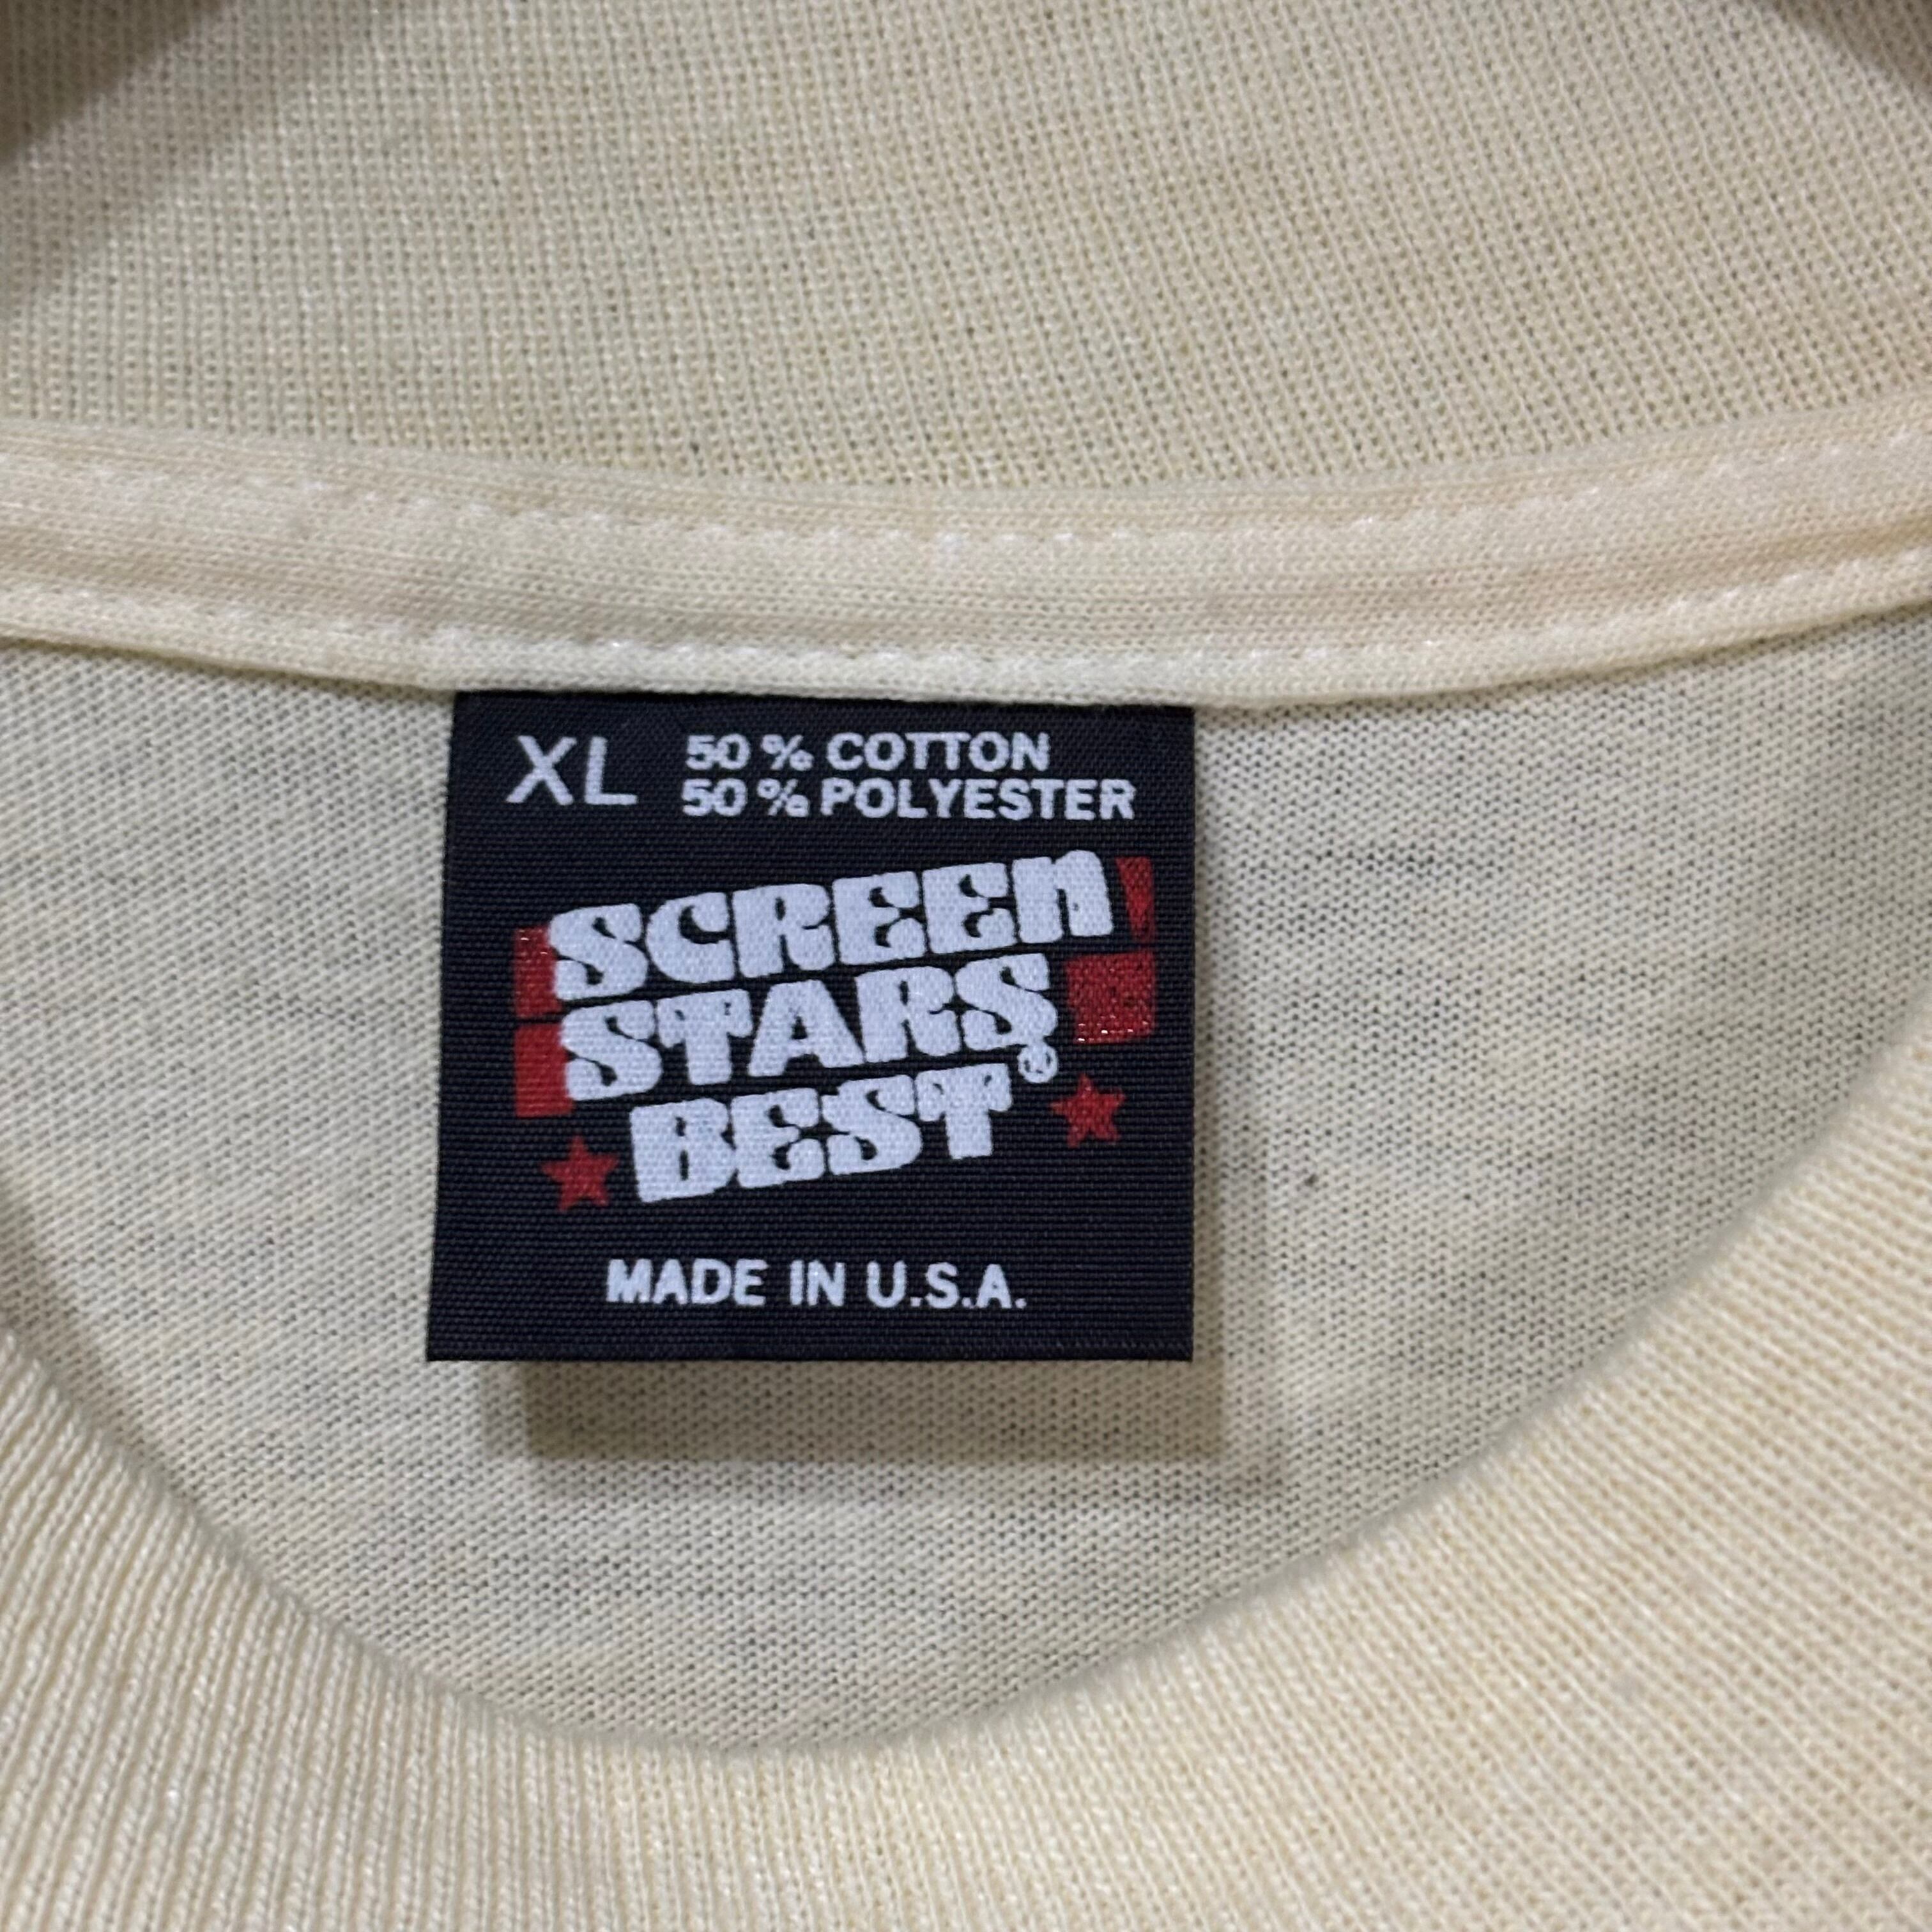 XL 50 % COTTON
50 % POLYESTER
SCREEN
STARS
BEST®
MADE IN U.S.A.